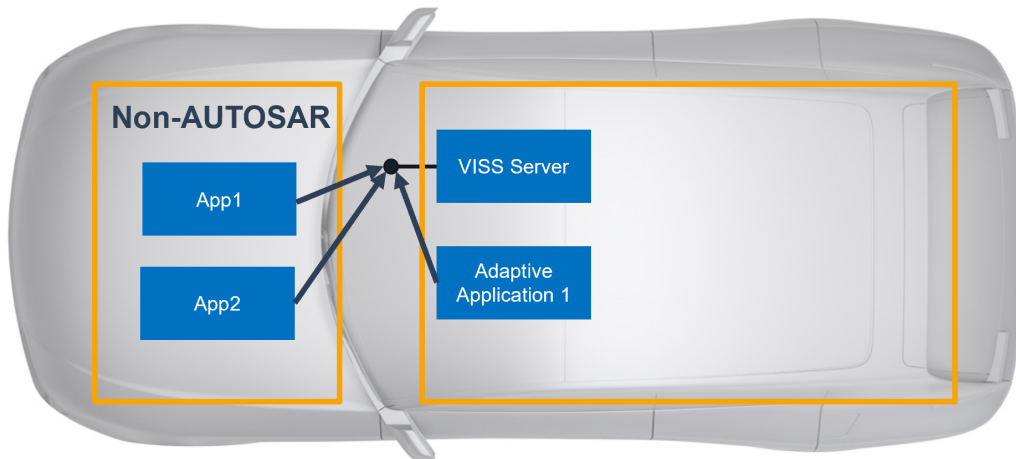 Non-AUTOSAR
App1
App2
VISS Server
Adaptive
Application 1